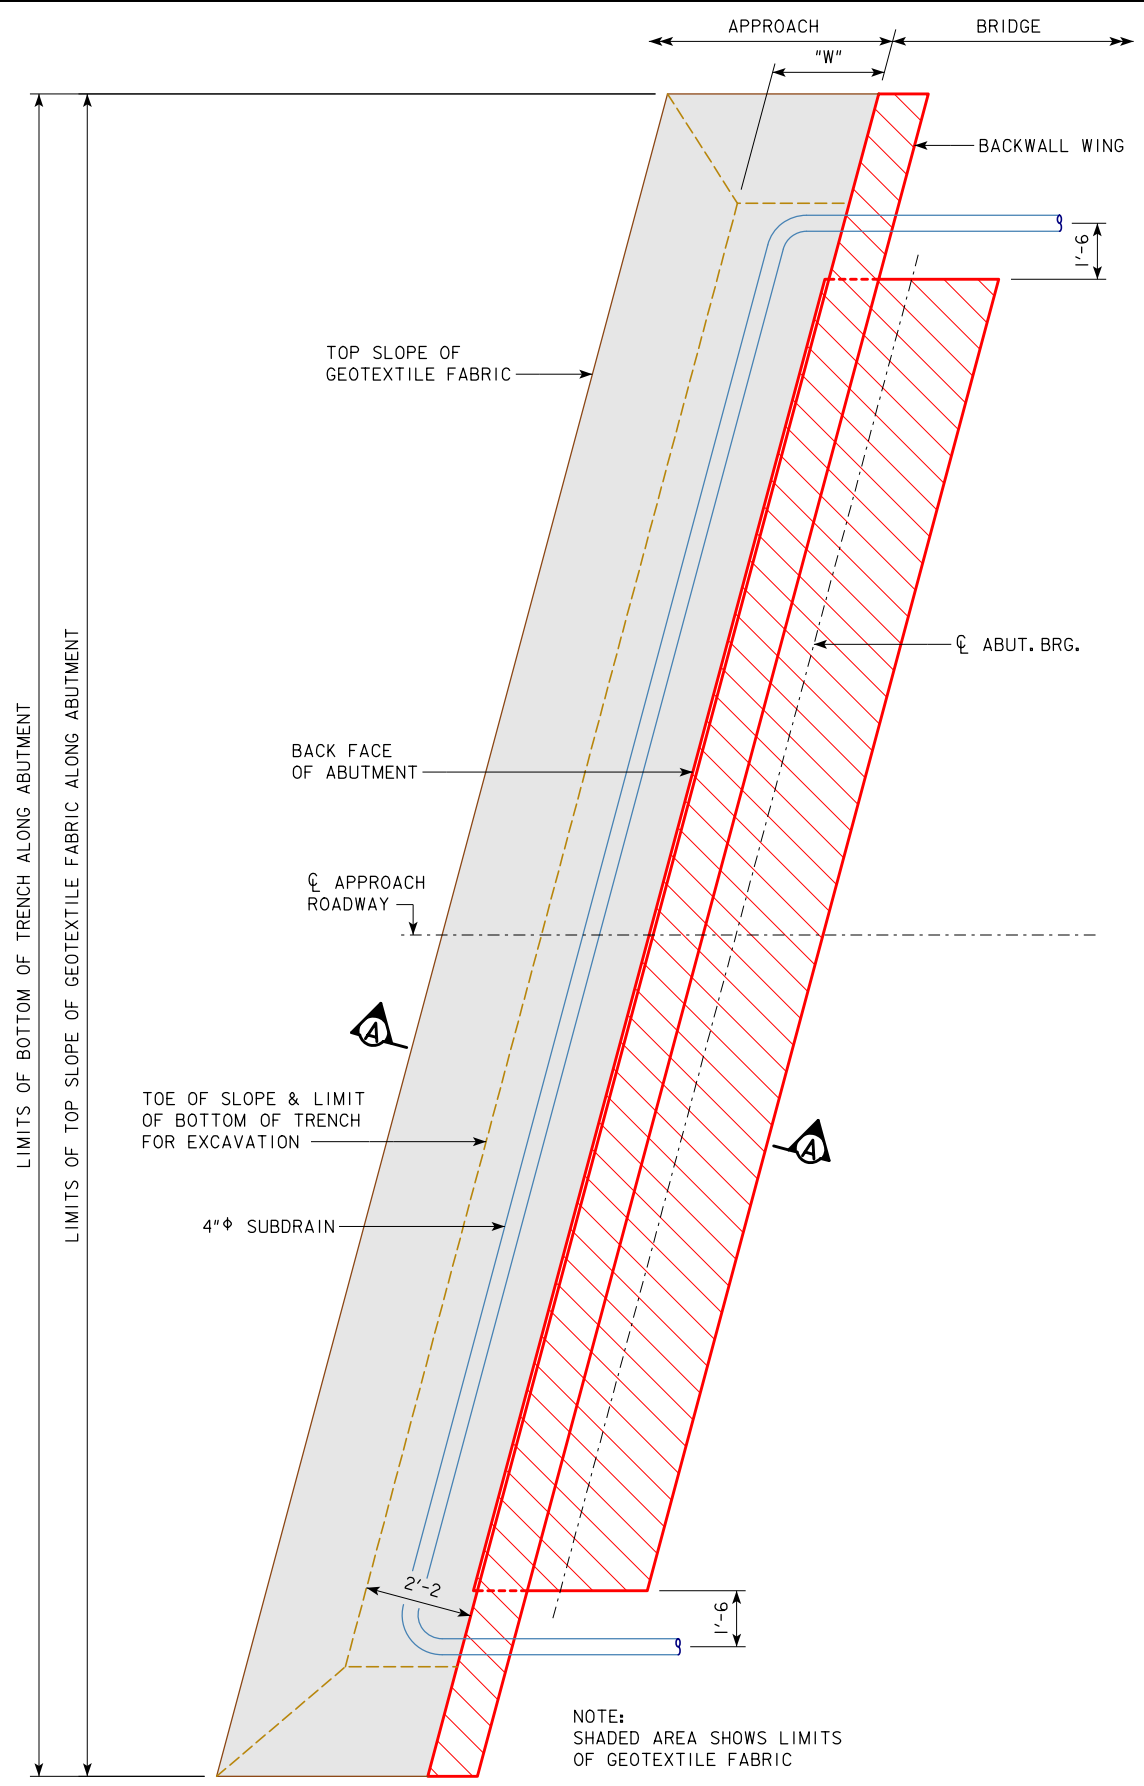 APPROACH
BRIDGE
"W"
BACKWALL WING
1'-6
TOP SLOPE OF
GEOTEXTILE FABRIC
℄ ABUT. BRG.
LIMITS OF BOTTOM OF TRENCH ALONG ABUTMENT
LIMITS OF TOP SLOPE OF GEOTEXTILE FABRIC ALONG ABUTMENT
BACK FACE
OF ABUTMENT
℄ APPROACH
ROADWAY
A
TOE OF SLOPE & LIMIT
OF BOTTOM OF TRENCH
FOR EXCAVATION
A
4"Φ SUBDRAIN
2'-2
1'-6
NOTE:
SHADED AREA SHOWS LIMITS
OF GEOTEXTILE FABRIC